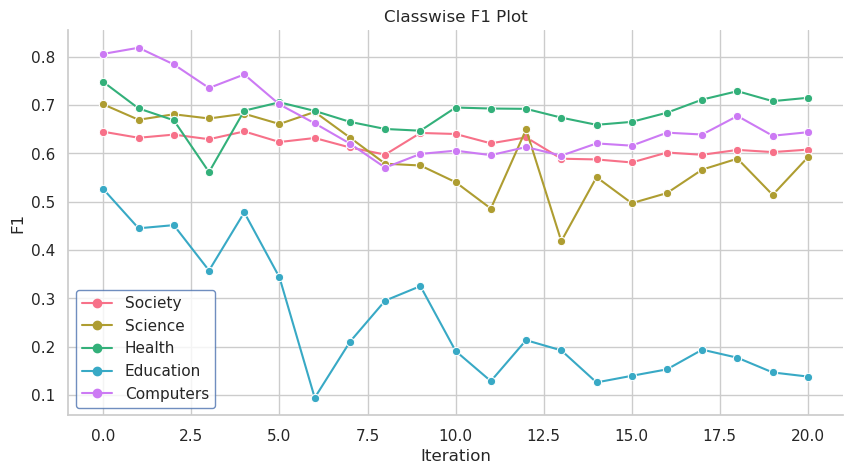 Classwise F1 Plot
F1
0.8
0.7
0.6
0.5
0.4
0.3
0.2
0.1
Society
Science
Health
Education
Computers
0.0 2.5 5.0 7.5 10.0 12.5 15.0 17.5 20.0
Iteration